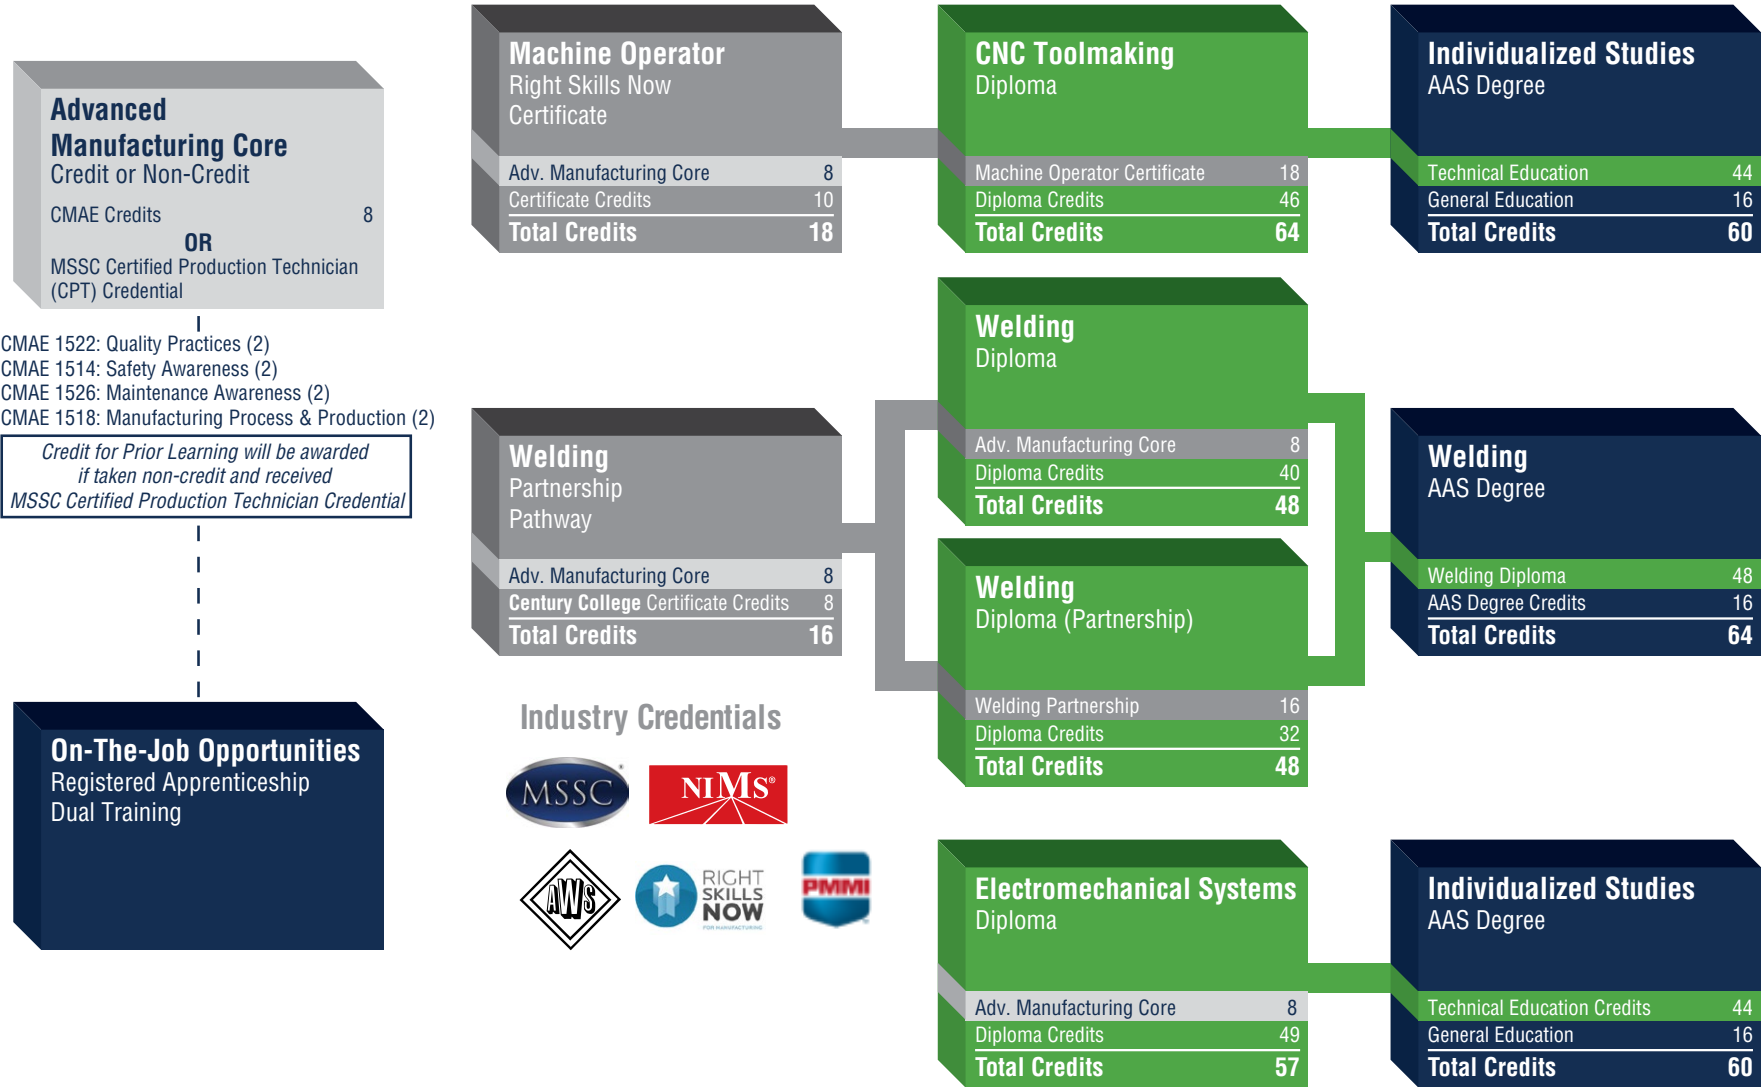 Advanced
Manufacturing Core
Credit or Non-Credit
CMAE Credits 8
OR
MSSC Certified Production Technician
(CPT) Credential
CMAE 1522: Quality Practices (2)
CMAE 1514: Safety Awareness (2)
CMAE 1526: Maintenance Awareness (2)
CMAE 1518: Manufacturing Process & Production (2)
Credit for Prior Learning will be awarded
if taken non-credit and received
MSSC Certified Production Technician Credential
On-The-Job Opportunities
Registered Apprenticeship
Dual Training
Machine Operator
Right Skills Now
Certificate
Adv. Manufacturing Core 8
Certificate Credits 10
Total Credits 18
CNC Toolmaking
Diploma
Machine Operator Certificate 18
Diploma Credits 46
Total Credits 64
Individualized Studies
AAS Degree
Technical Education 44
General Education 16
Total Credits 60
Welding
Partnership
Pathway
Adv. Manufacturing Core 8
Century College Certificate Credits 8
Total Credits 16
Welding
Diploma
Adv. Manufacturing Core 8
Diploma Credits 40
Total Credits 48
Welding
Diploma (Partnership)
Welding Partnership 16
Diploma Credits 32
Total Credits 48
Welding
AAS Degree
Welding Diploma 48
AAS Degree Credits 16
Total Credits 64
Industry Credentials
MSSC®
NIMS®
AWS
RIGHT
SKILLS
NOW
FOR MANUFACTURING
PMMI
Electromechanical Systems
Diploma
Adv. Manufacturing Core 8
Diploma Credits 49
Total Credits 57
Individualized Studies
AAS Degree
Technical Education Credits 44
General Education 16
Total Credits 60